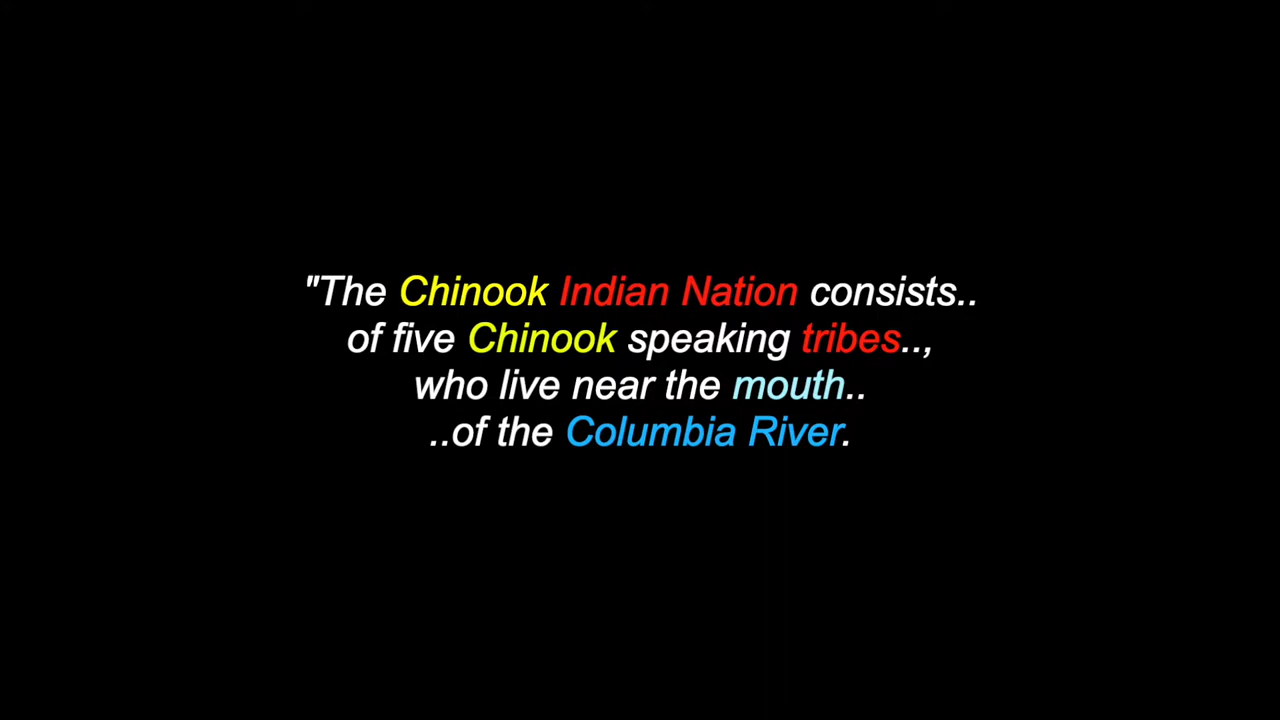 "The Chinook Indian Nation consists..
of five Chinook speaking tribes..,
who live near the mouth..
..of the Columbia River.